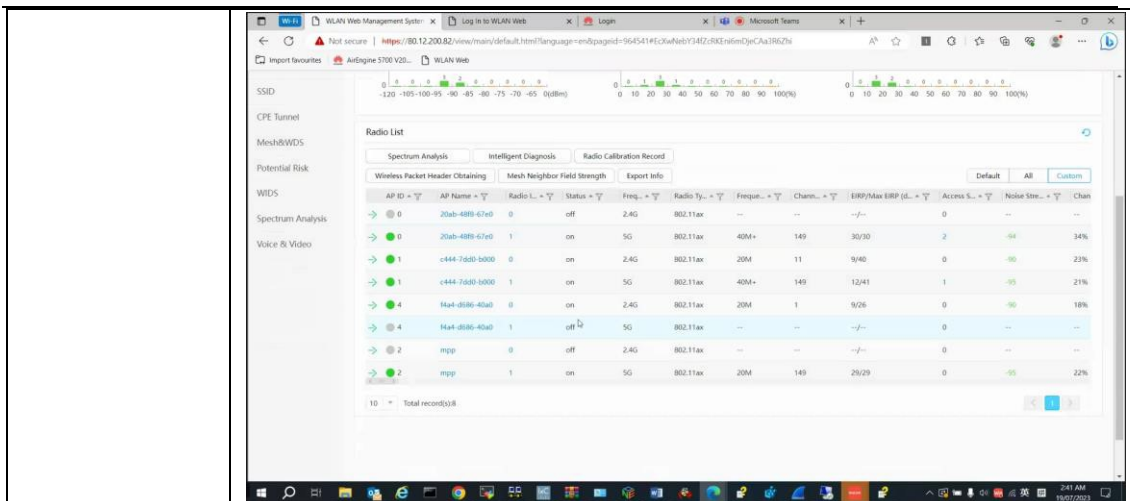 Wi-Fi WLAN Web Management System Log in to WLAN Web Login Microsoft Teams
Not secure https://80.12.200.82/view/main/default.html?language=en&pageid=964541#
Import favourites AirEngine 5700 V20... WLAN Web
SSID
CPE Tunnel
Mesh&WDS
Potential Risk
WIDS
Spectrum Analysis
Voice & Video
-120 -105 -100 -95 -90 -85 -80 -75 -70 -65 0(dBm)
0 10 20 30 40 50 60 70 80 90 100(%)
0 10 20 30 40 50 60 70 80 90 100(%)
Radio List
Spectrum Analysis Intelligent Diagnosis Radio Calibration Record
Wireless Packet Header Obtaining Mesh Neighbor Field Strength Export Info Default All Custom
AP ID AP Name Radio I... Status Freq... Radio Ty... Freque... Chann... EIRP/Max EIRP (d... Access S... Noise Stre... Chan
0 20ab-48f8-67e0 0 off 2.4G 802.11ax -- -- --/-- 0 -- --
0 20ab-48f8-67e0 1 on 5G 802.11ax 40M+ 149 30/30 2 -94 34%
1 c444-7dd0-b000 0 on 2.4G 802.11ax 20M 11 9/40 0 -90 23%
1 c444-7dd0-b000 1 on 5G 802.11ax 40M+ 149 12/41 1 -95 21%
4 f4a4-d686-40a0 0 on 2.4G 802.11ax 20M 1 9/26 0 -90 18%
4 f4a4-d686-40a0 1 off 5G 802.11ax -- -- --/-- 0 -- --
2 mpp 0 off 2.4G 802.11ax -- -- --/-- 0 -- --
2 mpp 1 on 5G 802.11ax 20M 149 29/29 0 -95 22%
10 Total record(s):8 1
英
2:41 AM
19/07/2023